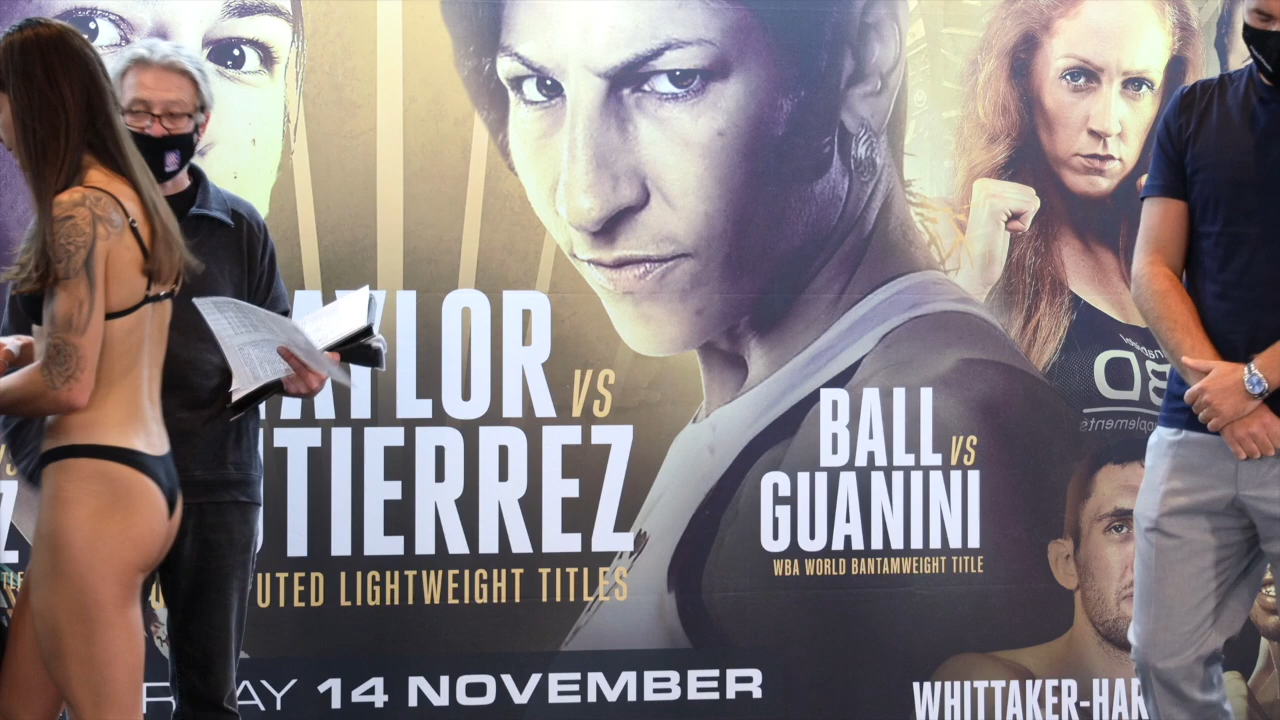 AYLOR VS
UTIERREZ
UTED LIGHTWEIGHT TITLES
BALL VS
GUANINI
WBA WORLD BANTAMWEIGHT TITLE
AY 14 NOVEMBER
WHITTAKER-HAR